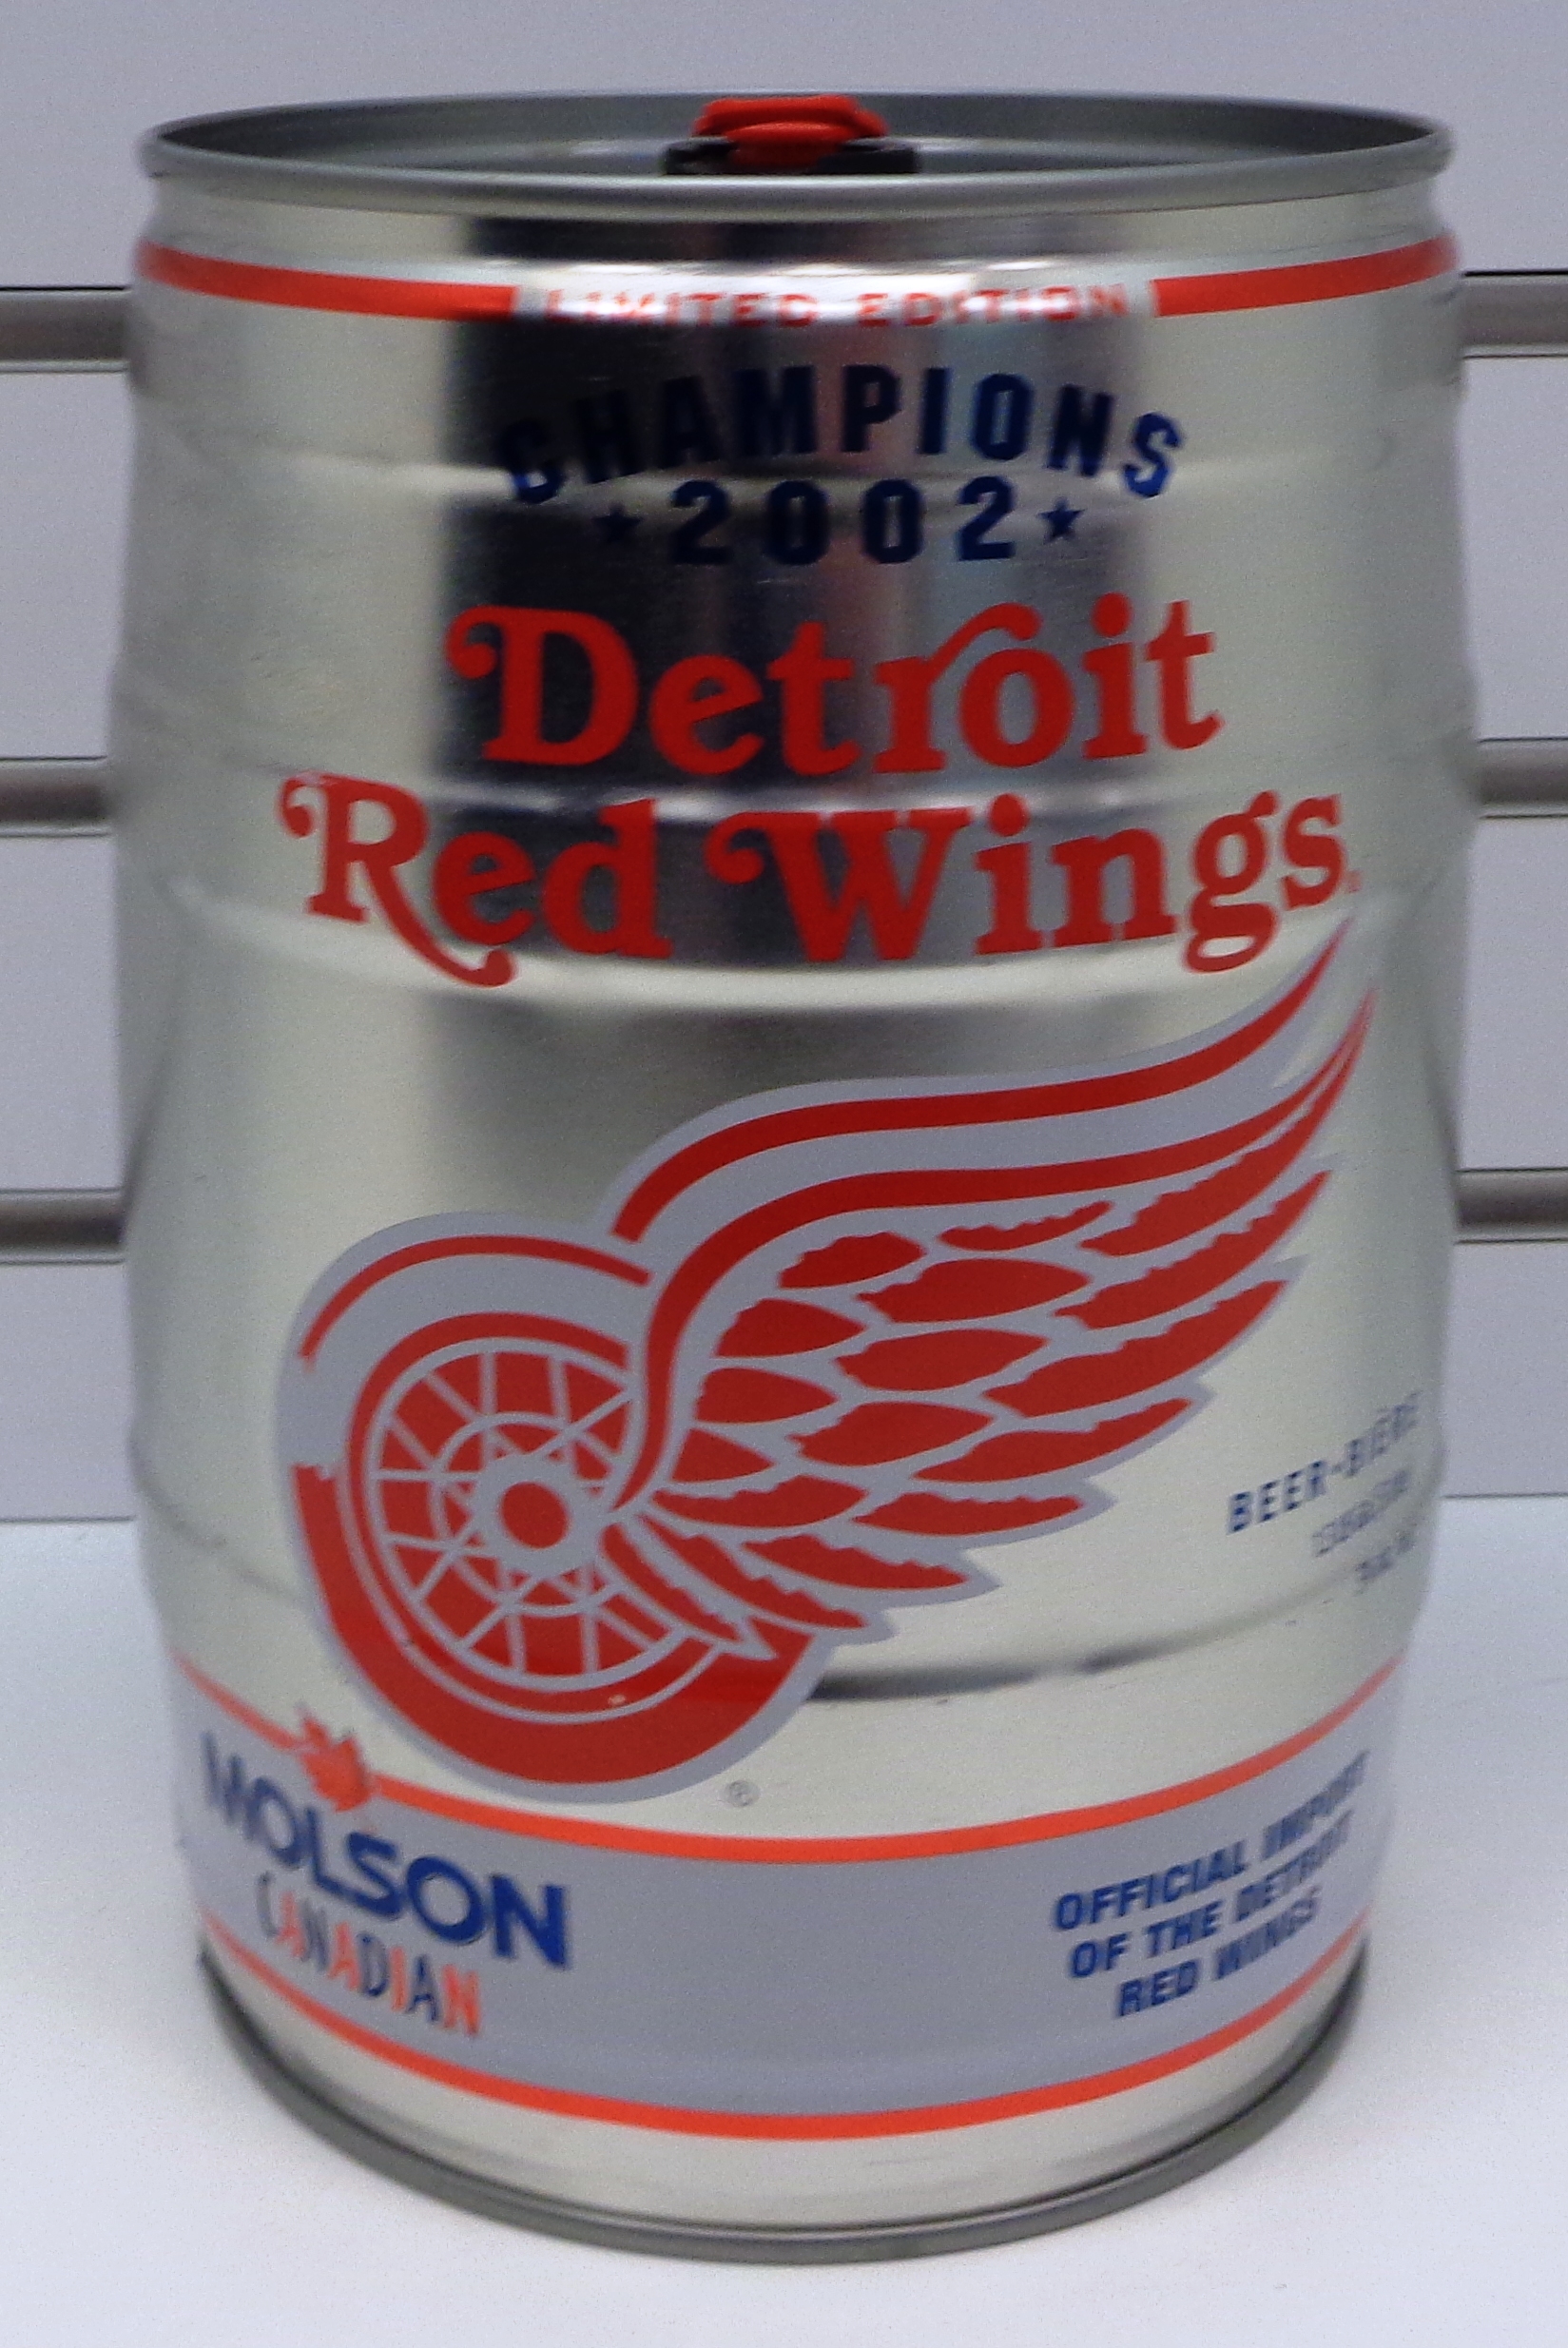 LIMITED EDITION
CHAMPIONS
★2002★
Detroit
Red Wings
BEER-BIÈRE
®
MOLSON
CANADIAN
OFFICIAL IMPORT
OF THE DETROIT
RED WINGS